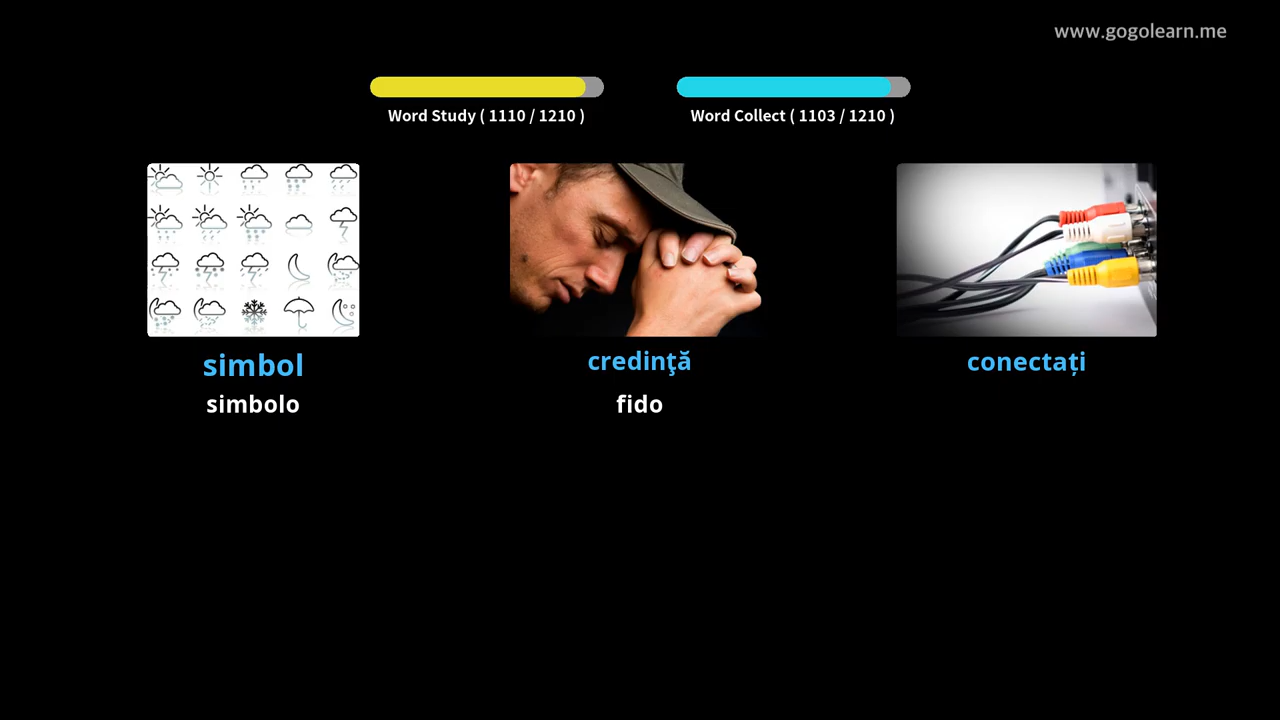 www.gogolearn.me
Word Study ( 1110 / 1210 )
Word Collect ( 1103 / 1210 )
simbol
credinţă
conectați
simbolo
fido